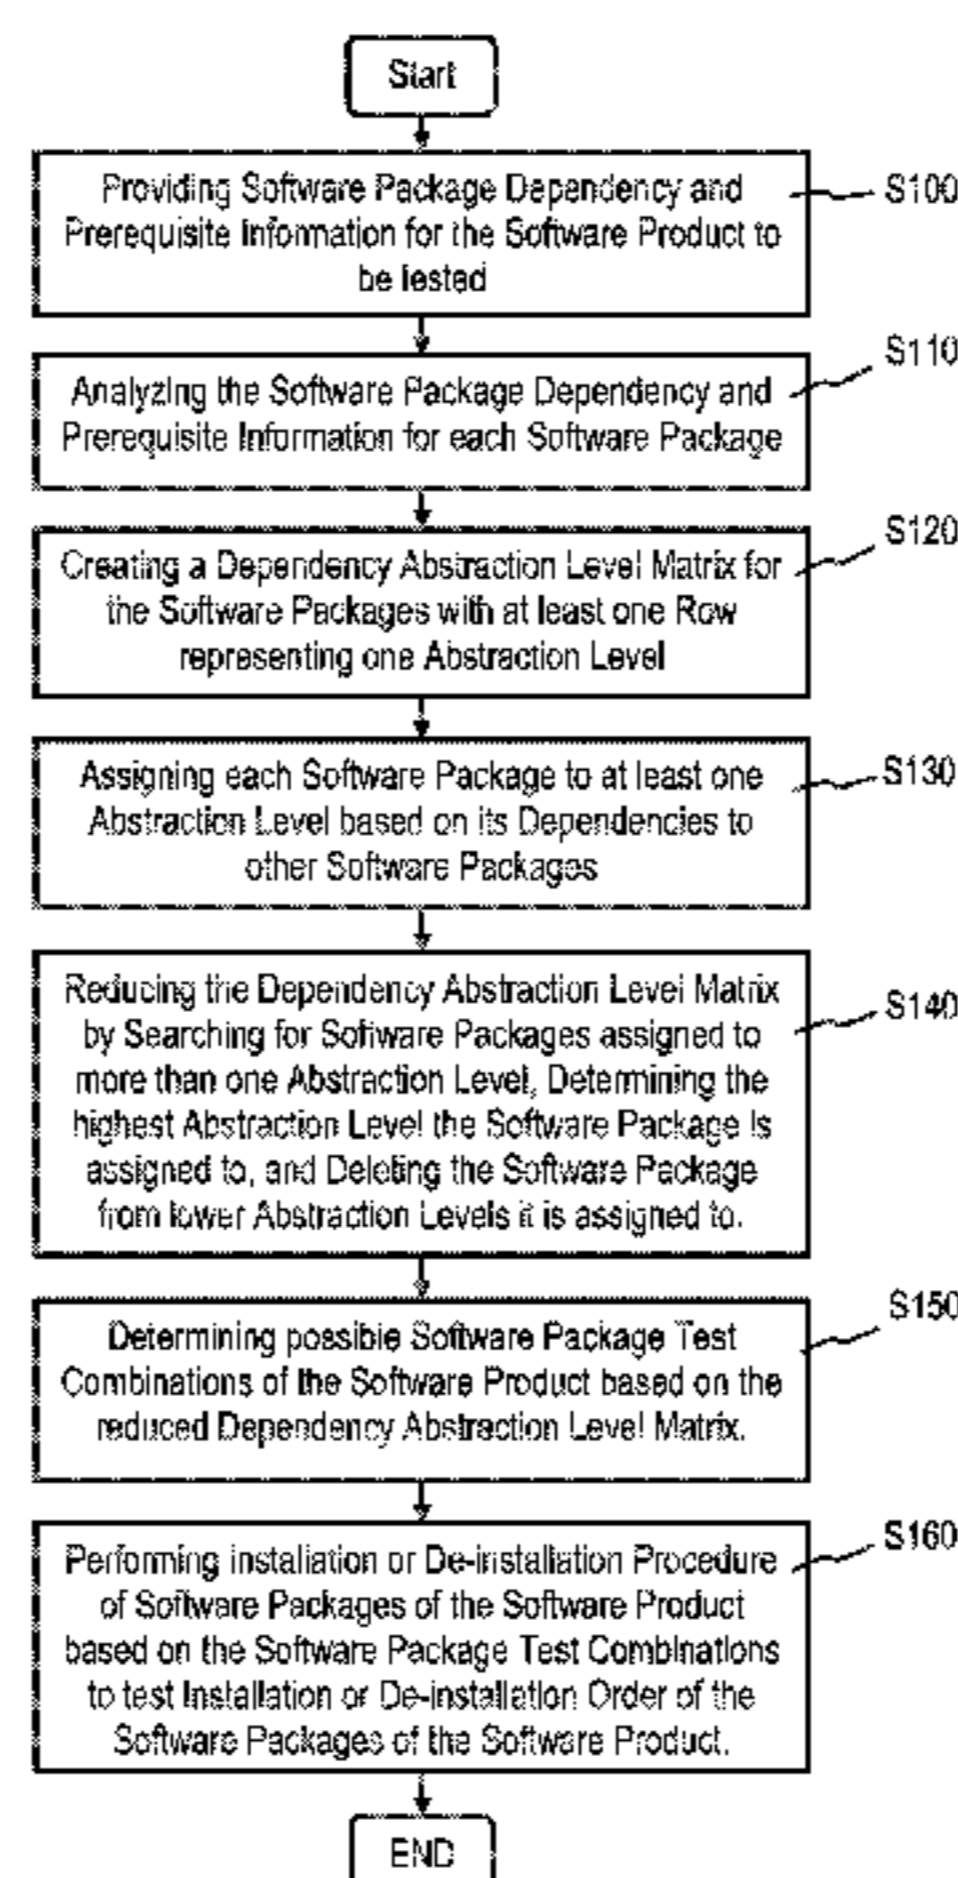 Start
Providing Software Package Dependency and
Prerequisite Information for the Software Product to
be tested
S100
Analyzing the Software Package Dependency and
Prerequisite Information for each Software Package
S110
Creating a Dependency Abstraction Level Matrix for
the Software Packages with at least one Row
representing one Abstraction Level
S120
Assigning each Software Package to at least one
Abstraction Level based on its Dependencies to
other Software Packages
S130
Reducing the Dependency Abstraction Level Matrix
by Searching for Software Packages assigned to
more than one Abstraction Level, Determining the
highest Abstraction Level the Software Package is
assigned to, and Deleting the Software Package
from lower Abstraction Levels it is assigned to.
S140
Determining possible Software Package Test
Combinations of the Software Product based on the
reduced Dependency Abstraction Level Matrix.
S150
Performing installation or De-installation Procedure
of Software Packages of the Software Product
based on the Software Package Test Combinations
to test Installation or De-installation Order of the
Software Packages of the Software Product.
S160
END